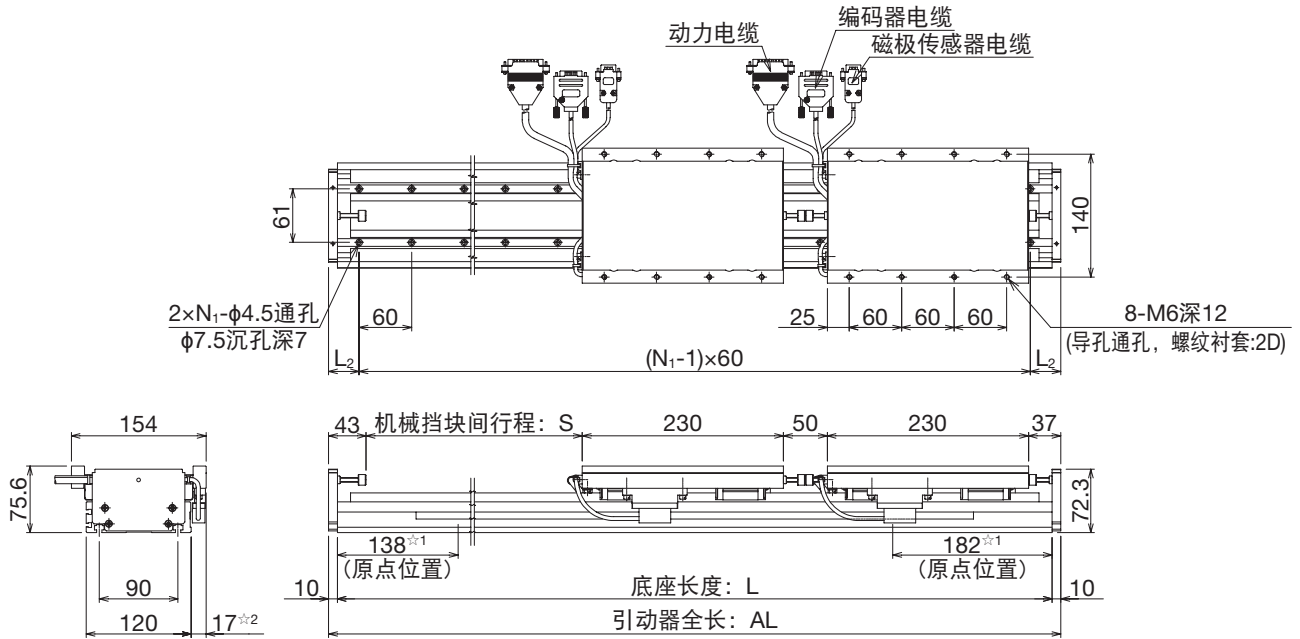 编码器电缆
动力电缆
磁极传感器电缆
61
140
2×N₁-ϕ4.5通孔
ϕ7.5沉孔深7
60
25
60
60
60
8-M6深12
(导孔通孔，螺纹衬套:2D)
L₂
(N₁-1)×60
L₂
154
43
机械挡块间行程：S
230
50
230
37
75.6
72.3
138☆1
(原点位置)
182☆1
(原点位置)
90
10
底座长度：L
10
120
17☆2
引动器全长：AL